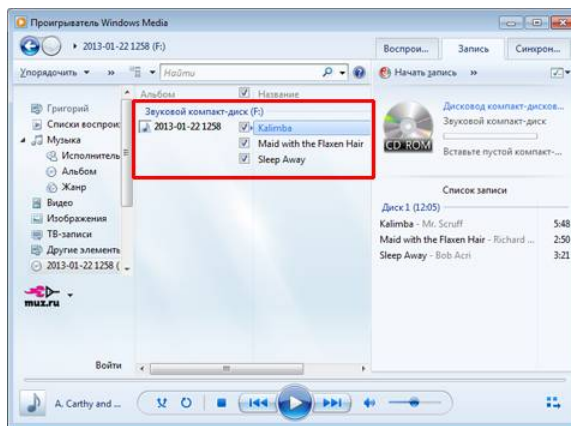 Проигрыватель Windows Media
2013-01-22 1258 (F:)
Воспрои...
Запись
Синхрон...
Упорядочить
»
Найти
Начать запись
»
Альбом
Название
Звуковой компакт-диск (F:)
2013-01-22 1258
Kalimba
Maid with the Flaxen Hair
Sleep Away
Григорий
Списки воспрои:
Музыка
Исполнитель
Альбом
Жанр
Видео
Изображения
ТВ-записи
Другие элементь
2013-01-22 1258 (
muz.ru
Войти
CD ROM
Дисковод компакт-дисков...
Звуковой компакт-диск
Вставьте пустой компакт-...
Список записи
Диск 1 (12:05)
Kalimba - Mr. Scruff 5:48
Maid with the Flaxen Hair - Richard ... 2:50
Sleep Away - Bob Acri 3:21
A. Carthy and ...